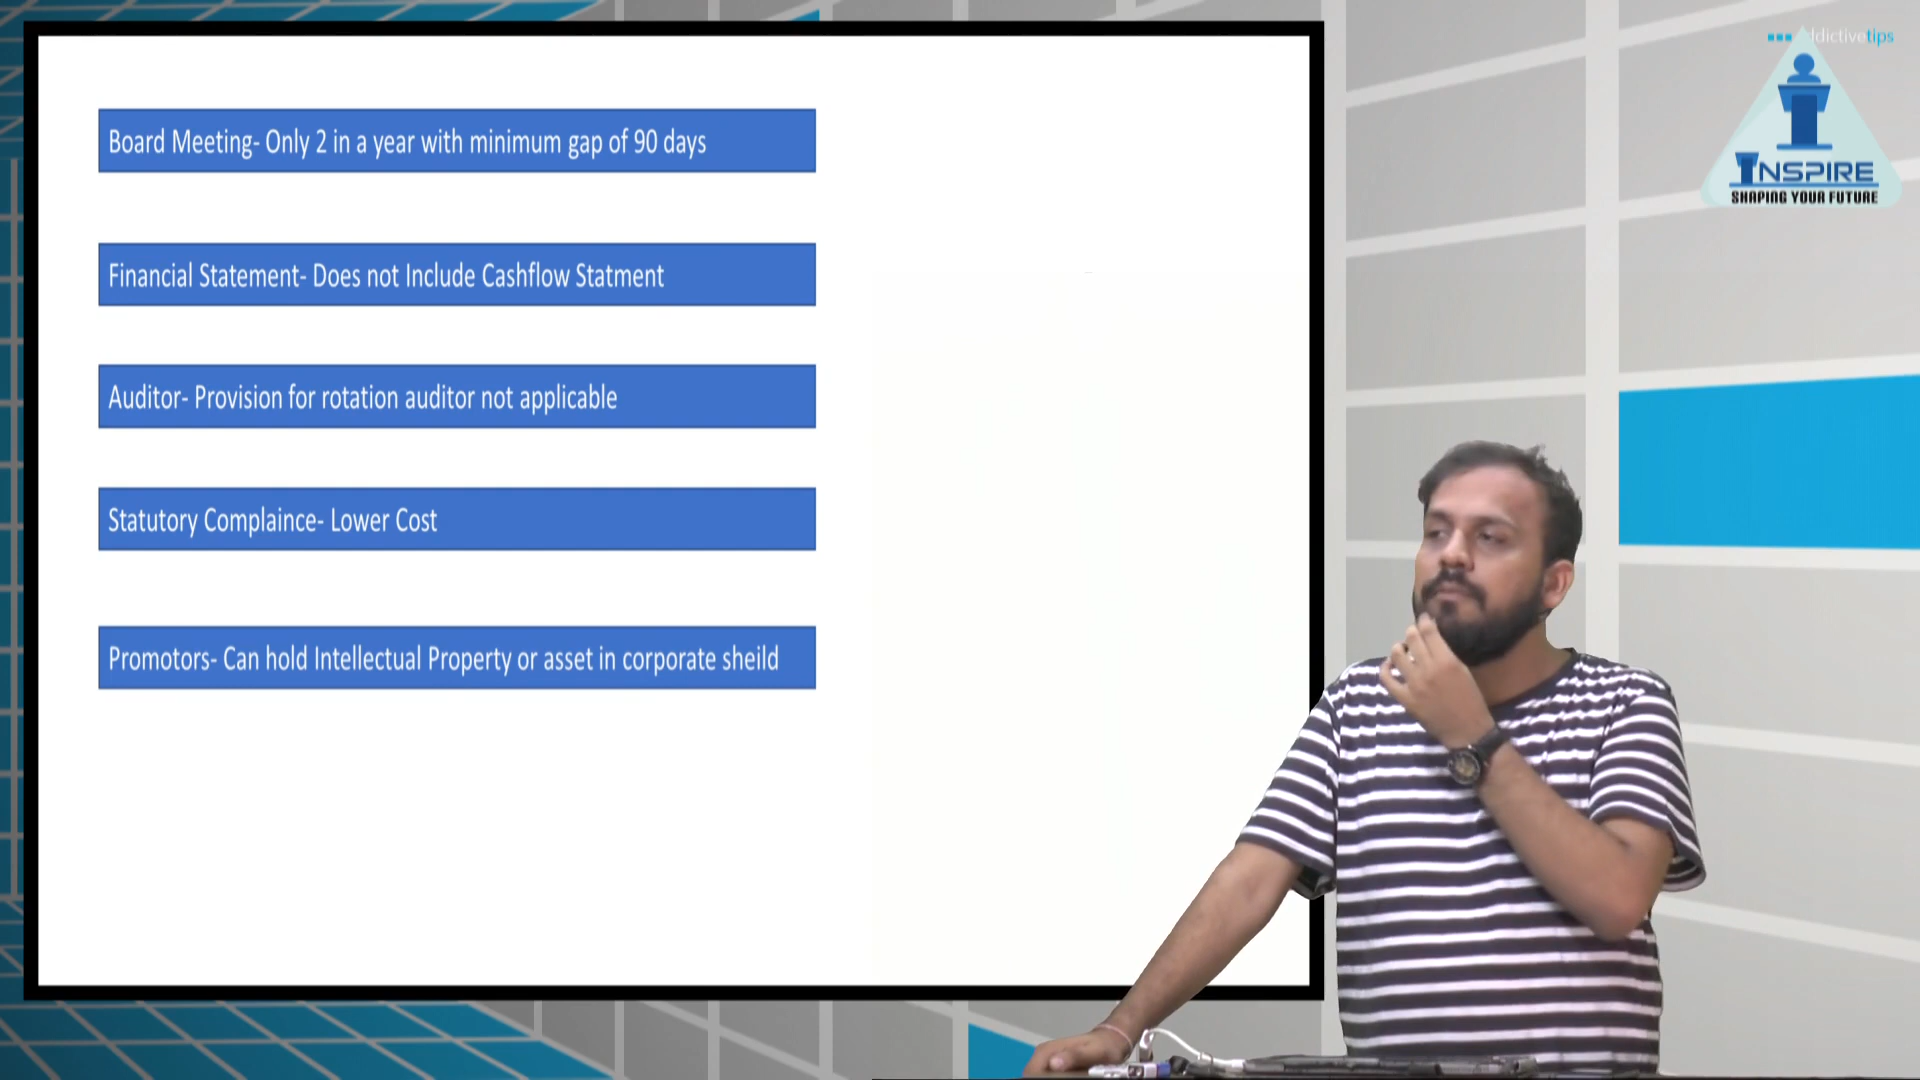 Board Meeting- Only 2 in a year with minimum gap of 90 days
Financial Statement- Does not Include Cashflow Statment
Auditor- Provision for rotation auditor not applicable
Statutory Complaince- Lower Cost
Promotors- Can hold Intellectual Property or asset in corporate sheild
dictivetips
INSPIRE
SHAPING YOUR FUTURE